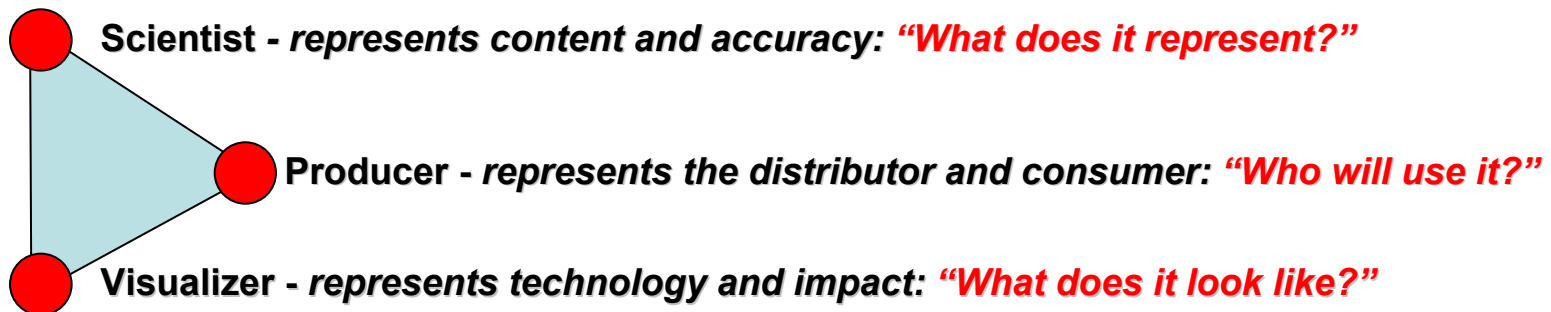 Scientist - represents content and accuracy: “What does it represent?”
Producer - represents the distributor and consumer: “Who will use it?”
Visualizer - represents technology and impact: “What does it look like?”